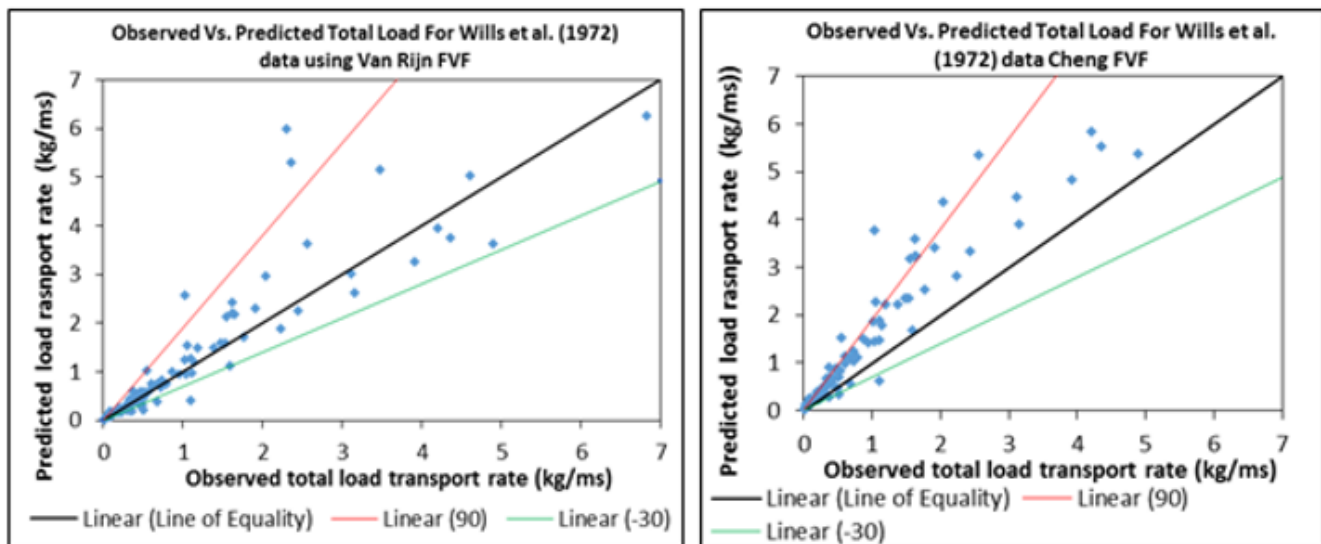 Observed Vs. Predicted Total Load For Wills et al. (1972)
data using Van Rijn FVF
Predicted load rasnport rate (kg/ms)
7
6
5
4
3
2
1
0
0 1 2 3 4 5 6 7
Observed total load transport rate (kg/ms)
Linear (Line of Equality) Linear (90) Linear (-30)
Observed Vs. Predicted Total Load For Wills et al.
(1972) data Cheng FVF
Predicted load rasnport rate (kg/ms))
7
6
5
4
3
2
1
0
0 1 2 3 4 5 6 7
Observed total load transport rate (kg/ms)
Linear (Line of Equality) Linear (90)
Linear (-30)